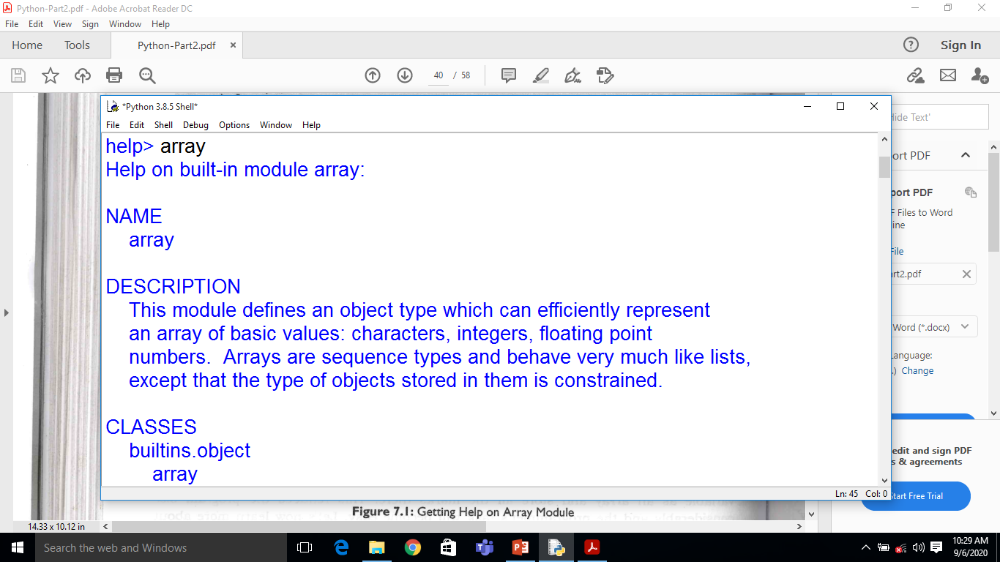 Python-Part2.pdf - Adobe Acrobat Reader DC
File Edit View Sign Window Help
Home Tools Python-Part2.pdf × Sign In
40 / 58
*Python 3.8.5 Shell*
File Edit Shell Debug Options Window Help
help> array
Help on built-in module array:
NAME
array
DESCRIPTION
This module defines an object type which can efficiently represent
an array of basic values: characters, integers, floating point
numbers.  Arrays are sequence types and behave very much like lists,
except that the type of objects stored in them is constrained.
CLASSES
builtins.object
array
Ln: 45 Col: 0
Hide Text'
ort PDF
port PDF
F Files to Word
ine
File
art2.pdf
Word (*.docx)
Language:
.) Change
edit and sign PDF
s & agreements
Start Free Trial
Figure 7.1: Getting Help on Array Module
14.33 x 10.12 in
Search the web and Windows
10:29 AM
9/6/2020